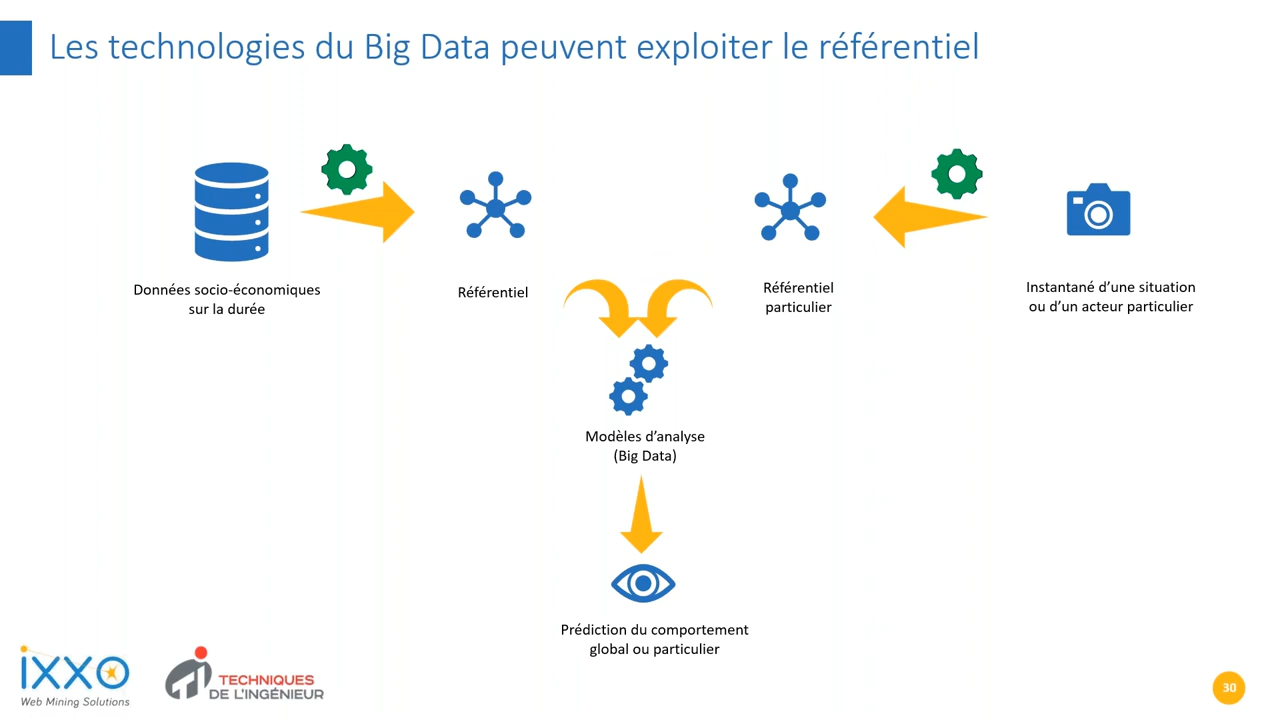 Les technologies du Big Data peuvent exploiter le référentiel
Données socio-économiques
sur la durée
Référentiel
Référentiel
particulier
Instantané d'une situation
ou d'un acteur particulier
Modèles d'analyse
(Big Data)
Prédiction du comportement
global ou particulier
ixxo
Web Mining Solutions
TECHNIQUES
DE L'INGÉNIEUR
30